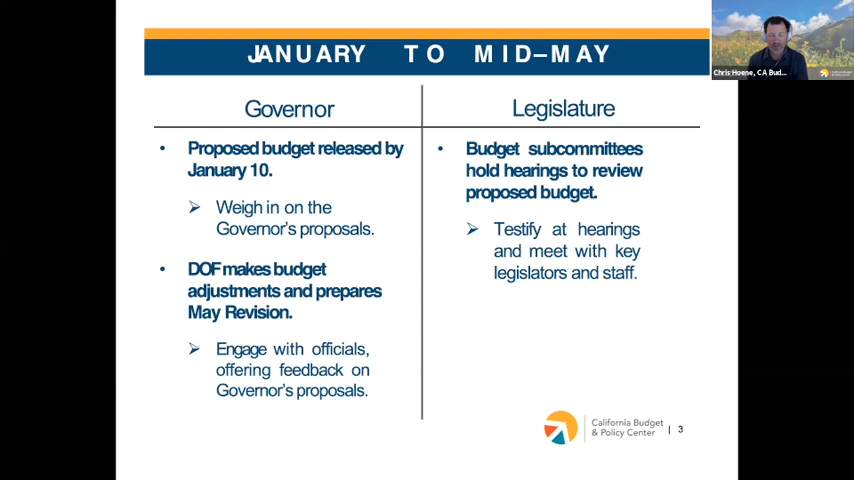 JANUARY TO MID–MAY
Chris Hoene, CA Bud...
Governor
Legislature
• Proposed budget released by
January 10.
➢ Weigh in on the
Governor's proposals.
• DOF makes budget
adjustments and prepares
May Revision.
➢ Engage with officials,
offering feedback on
Governor's proposals.
• Budget subcommittees
hold hearings to review
proposed budget.
➢ Testify at hearings
and meet with key
legislators and staff.
California Budget
& Policy Center
| 3